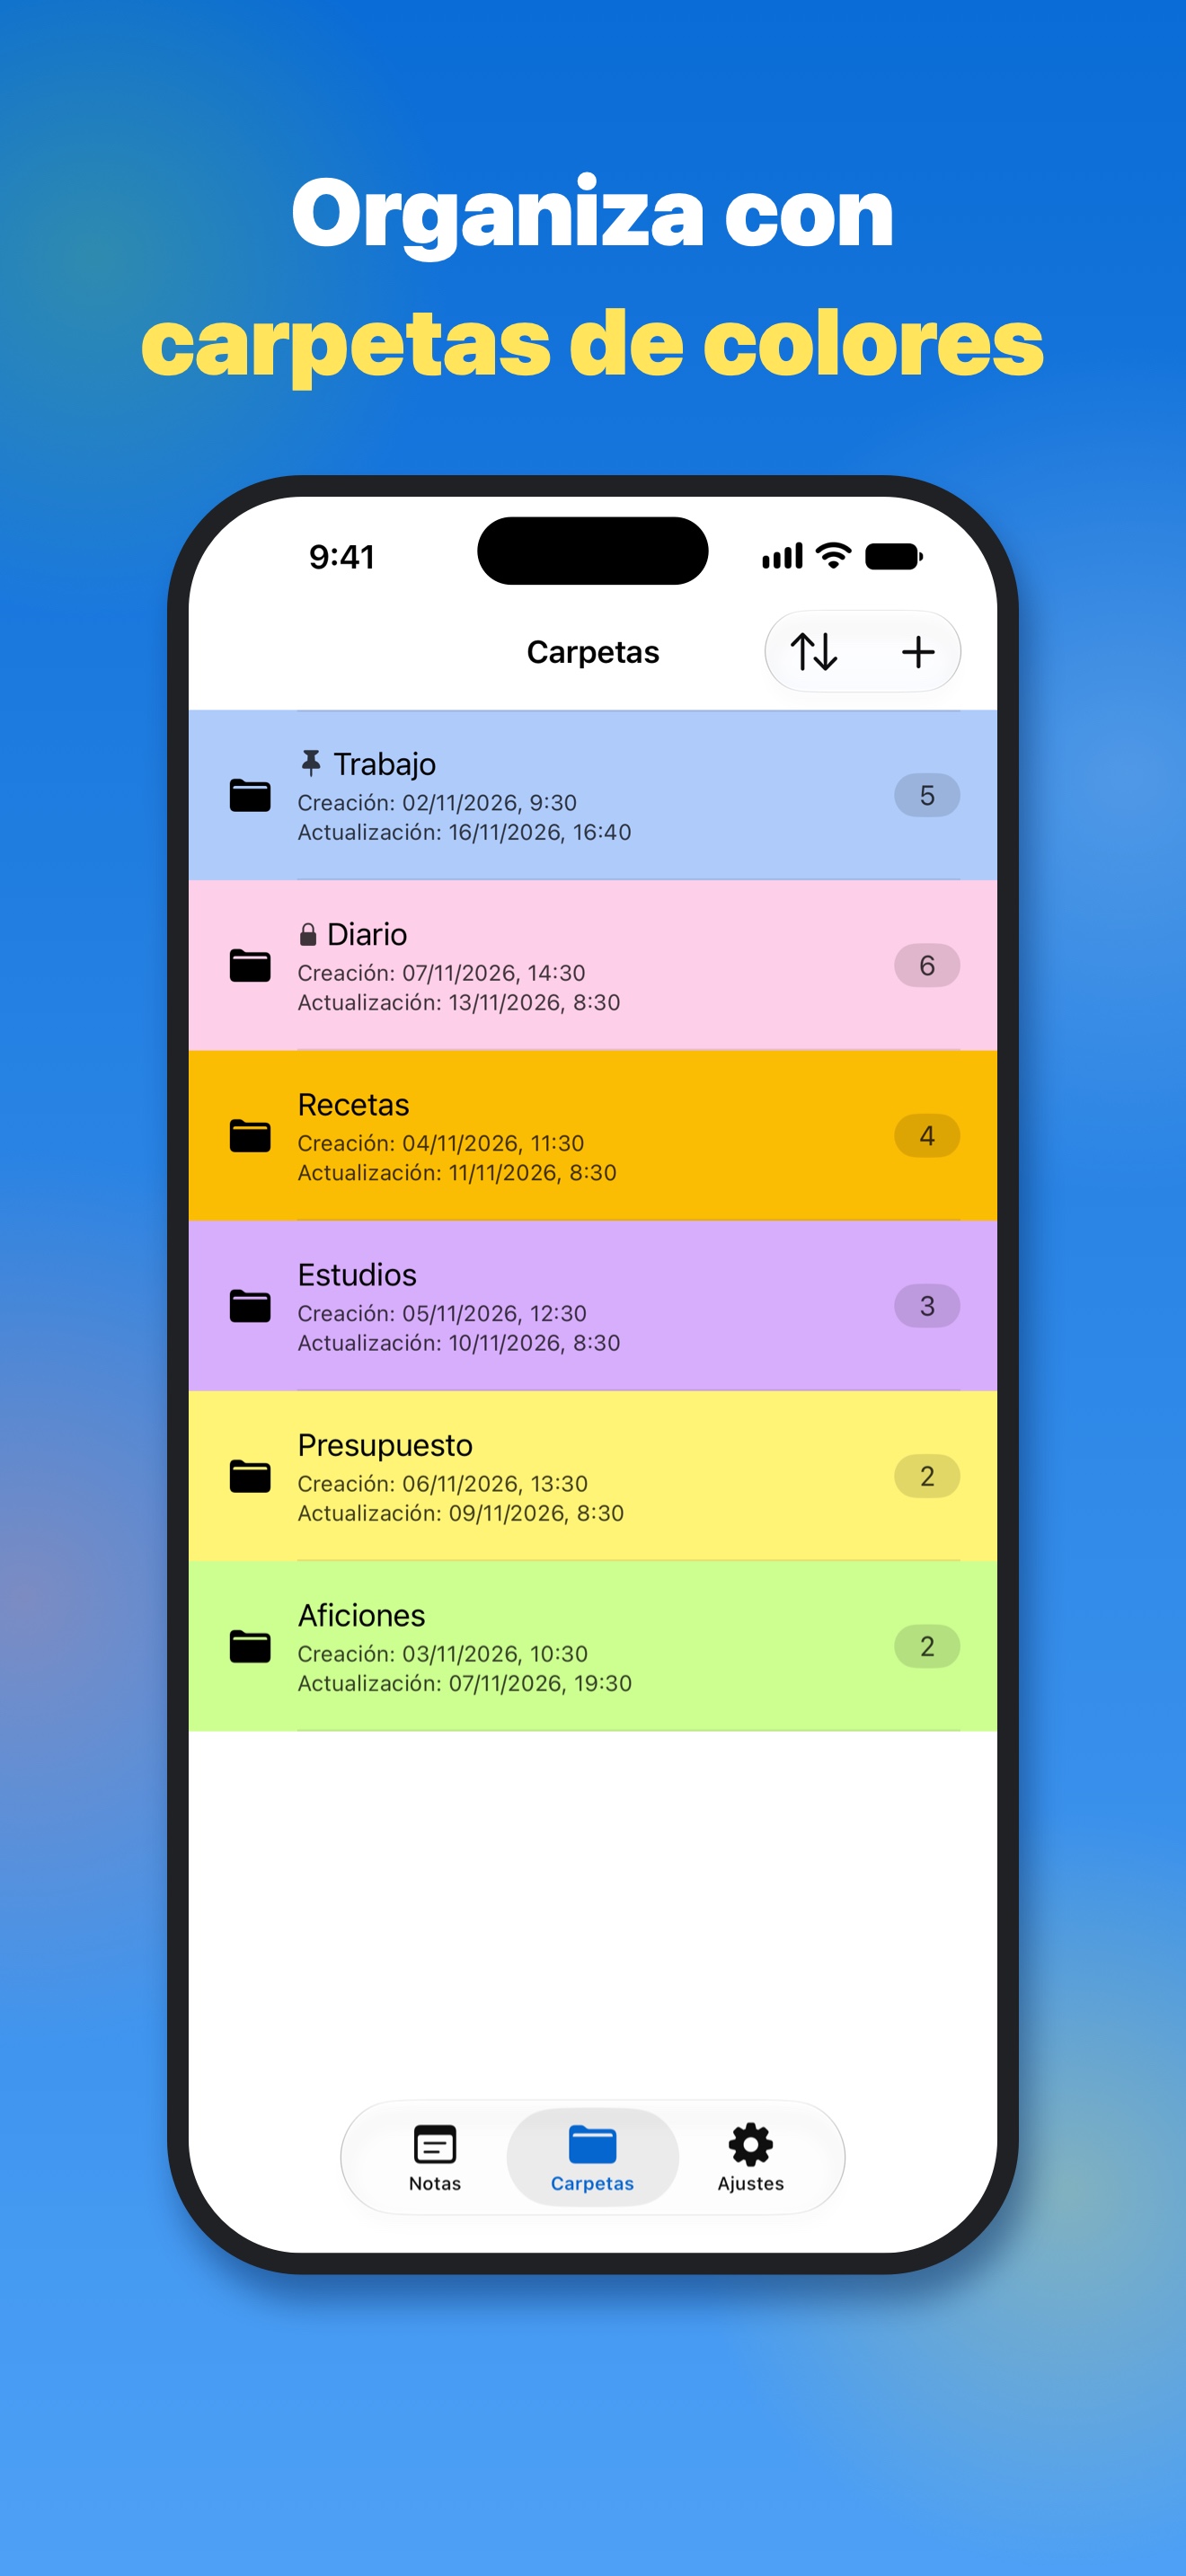 Organiza con
carpetas de colores
9:41
Carpetas
Trabajo
Creación: 02/11/2026, 9:30
Actualización: 16/11/2026, 16:40
5
Diario
Creación: 07/11/2026, 14:30
Actualización: 13/11/2026, 8:30
6
Recetas
Creación: 04/11/2026, 11:30
Actualización: 11/11/2026, 8:30
4
Estudios
Creación: 05/11/2026, 12:30
Actualización: 10/11/2026, 8:30
3
Presupuesto
Creación: 06/11/2026, 13:30
Actualización: 09/11/2026, 8:30
2
Aficiones
Creación: 03/11/2026, 10:30
Actualización: 07/11/2026, 19:30
2
Notas
Carpetas
Ajustes